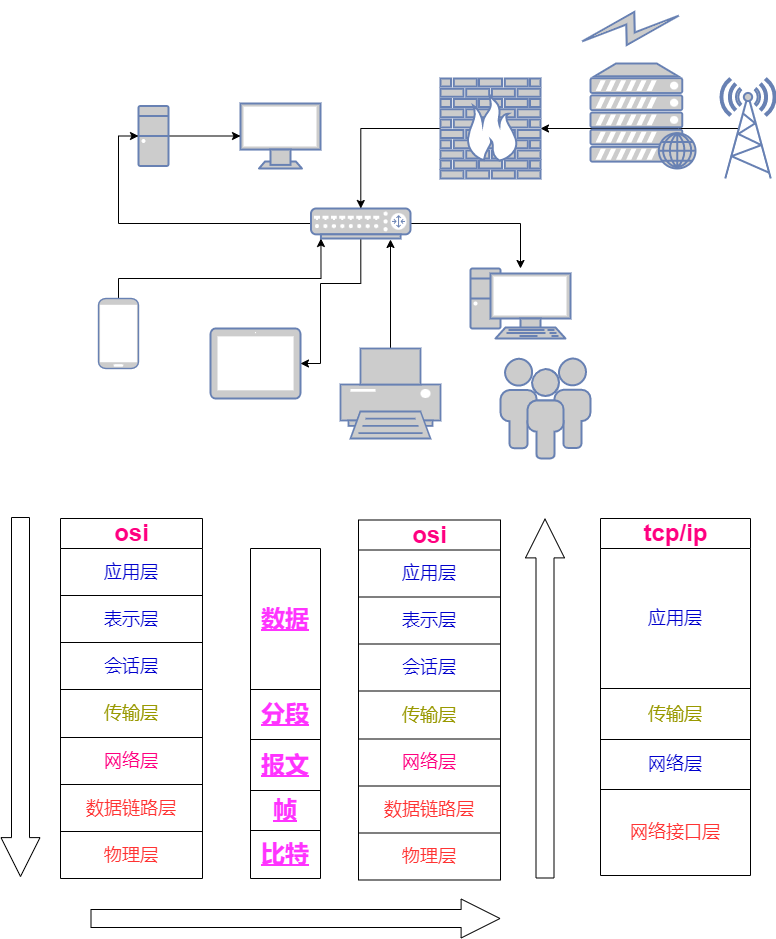 osi
应用层
表示层
会话层
传输层
网络层
数据链路层
物理层
数据
分段
报文
帧
比特
osi
应用层
表示层
会话层
传输层
网络层
数据链路层
物理层
tcp/ip
应用层
传输层
网络层
网络接口层